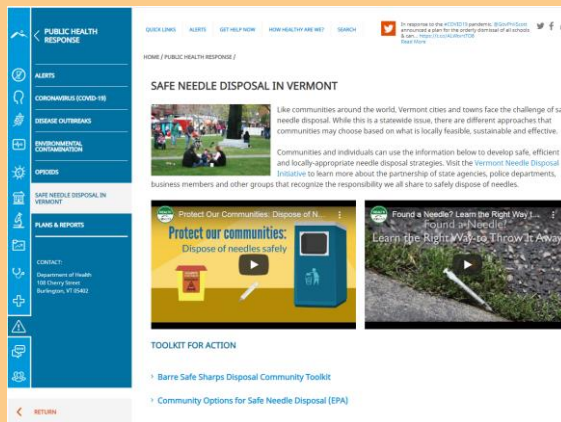 PUBLIC HEALTH
RESPONSE
ALERTS
CORONAVIRUS (COVID-19)
DISEASE OUTBREAKS
ENVIRONMENTAL
CONTAMINATION
OPIOIDS
SAFE NEEDLE DISPOSAL IN
VERMONT
PLANS & REPORTS
CONTACT:
Department of Health
108 Cherry Street
Burlington, VT 05402
RETURN
QUICK LINKS ALERTS GET HELP NOW HOW HEALTHY ARE WE? SEARCH
In response to the #COVID19 pandemic, @GovPhilScott
announced a plan for the orderly dismissal of all schools
& can...
Read More
HOME / PUBLIC HEALTH RESPONSE /
SAFE NEEDLE DISPOSAL IN VERMONT
Like communities around the world, Vermont cities and towns face the challenge of
needle disposal. While this is a statewide issue, there are different approaches that
communities may choose based on what is locally feasible, sustainable and effective.
Communities and individuals can use the information below to develop safe, efficient
and locally-appropriate needle disposal strategies. Visit the Vermont Needle Disposal
Initiative to learn more about the partnership of state agencies, police departments,
business members and other groups that recognize the responsibility we all share to safely dispose of needles.
Protect Our Communities: Dispose of N...
Protect our communities:
Dispose of needles safely
Found a Needle? Learn the Right Way t...
Found a Needle?
Learn the Right Way to Throw It Away
TOOLKIT FOR ACTION
› Barre Safe Sharps Disposal Community Toolkit
› Community Options for Safe Needle Disposal (EPA)